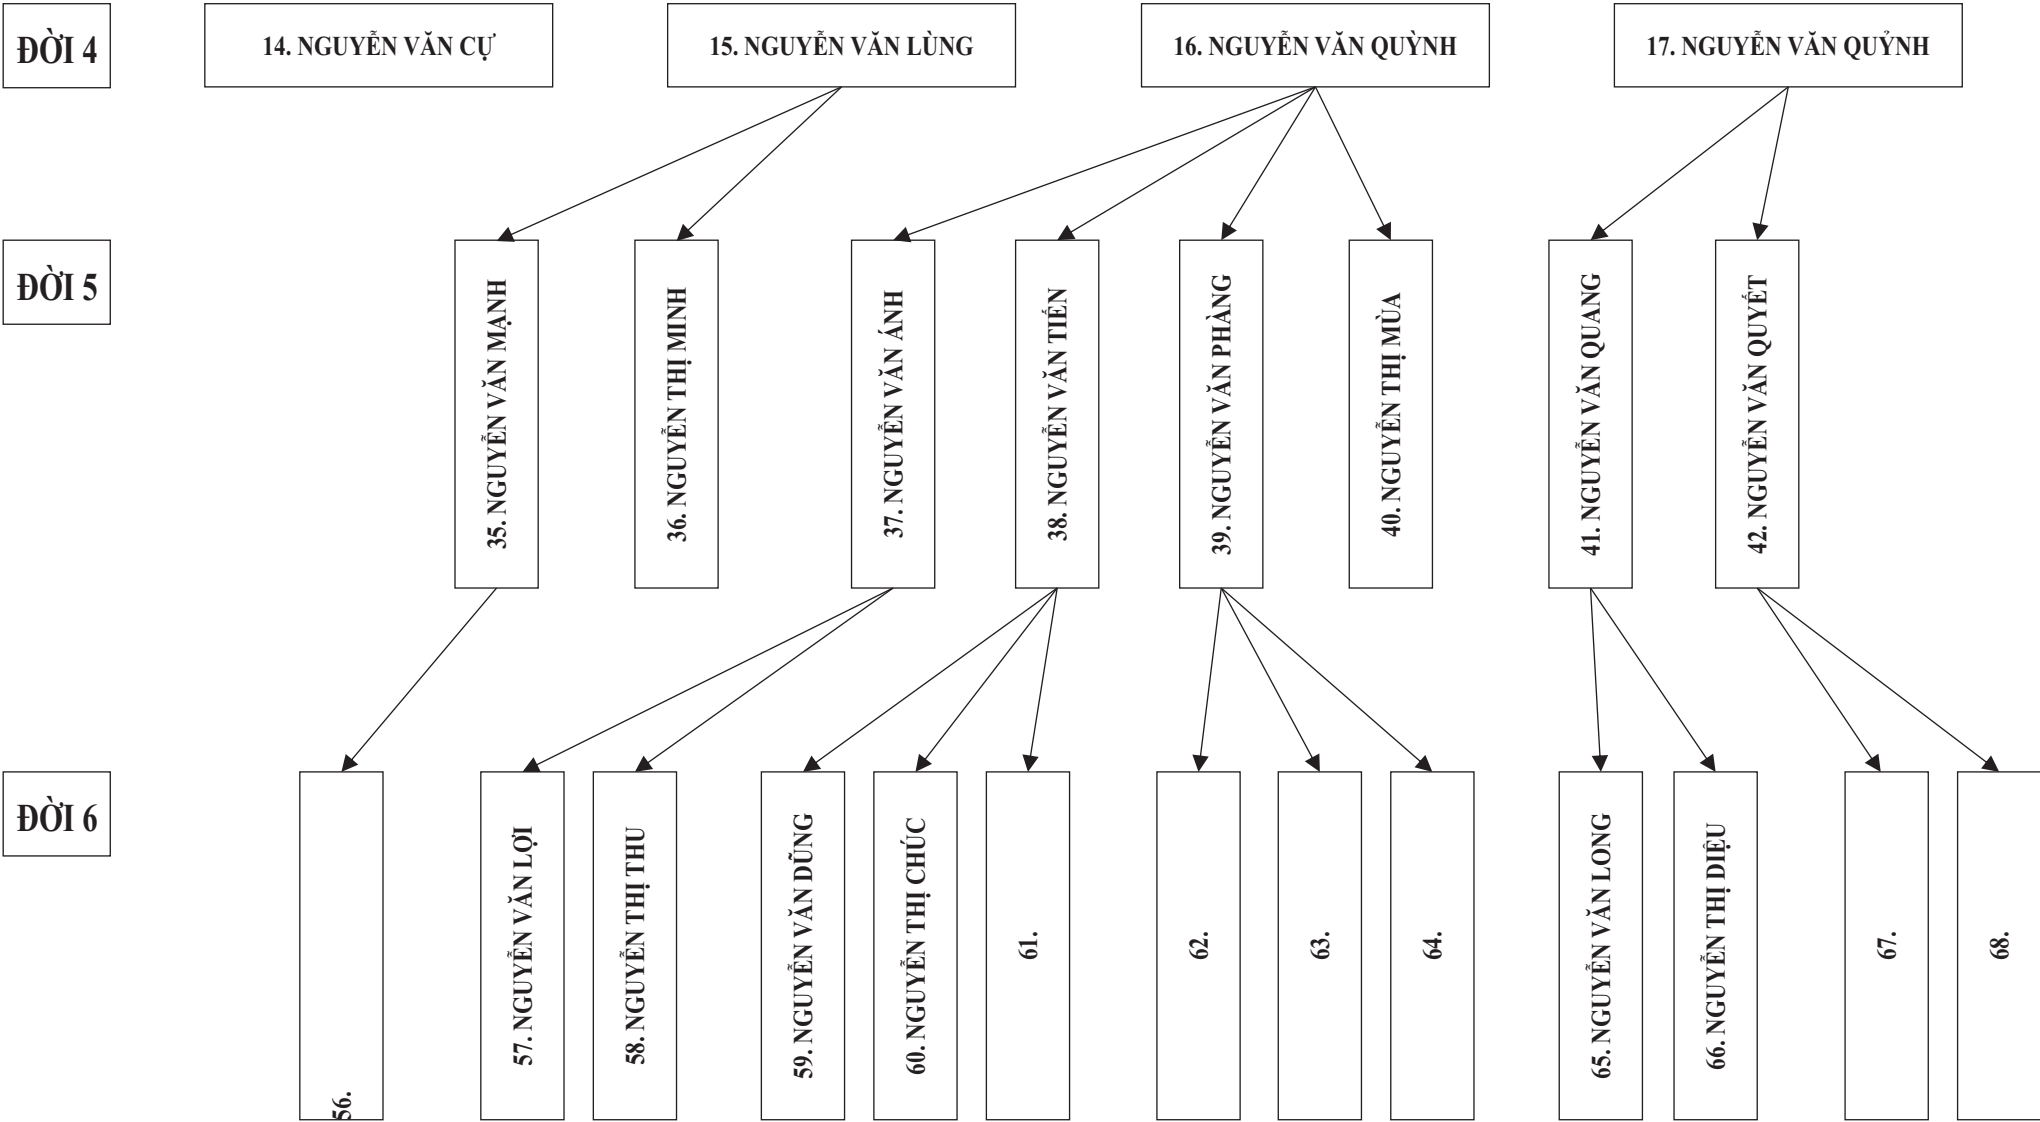 ĐỜI 4
14. NGUYỄN VĂN CỰ
15. NGUYỄN VĂN LÙNG
16. NGUYỄN VĂN QUỲNH
17. NGUYỄN VĂN QUỶNH
ĐỜI 5
35. NGUYỄN VĂN MẠNH
36. NGUYỄN THỊ MINH
37. NGUYỄN VĂN ÁNH
38. NGUYỄN VĂN TIẾN
39. NGUYỄN VĂN PHÀNG
40. NGUYỄN THỊ MÙA
41. NGUYỄN VĂN QUANG
42. NGUYỄN VĂN QUYẾT
ĐỜI 6
56.
57. NGUYỄN VĂN LỢI
58. NGUYỄN THỊ THU
59. NGUYỄN VĂN DŨNG
60. NGUYỄN THỊ CHÚC
61.
62.
63.
64.
65. NGUYỄN VĂN LONG
66. NGUYỄN THỊ DIỆU
67.
68.